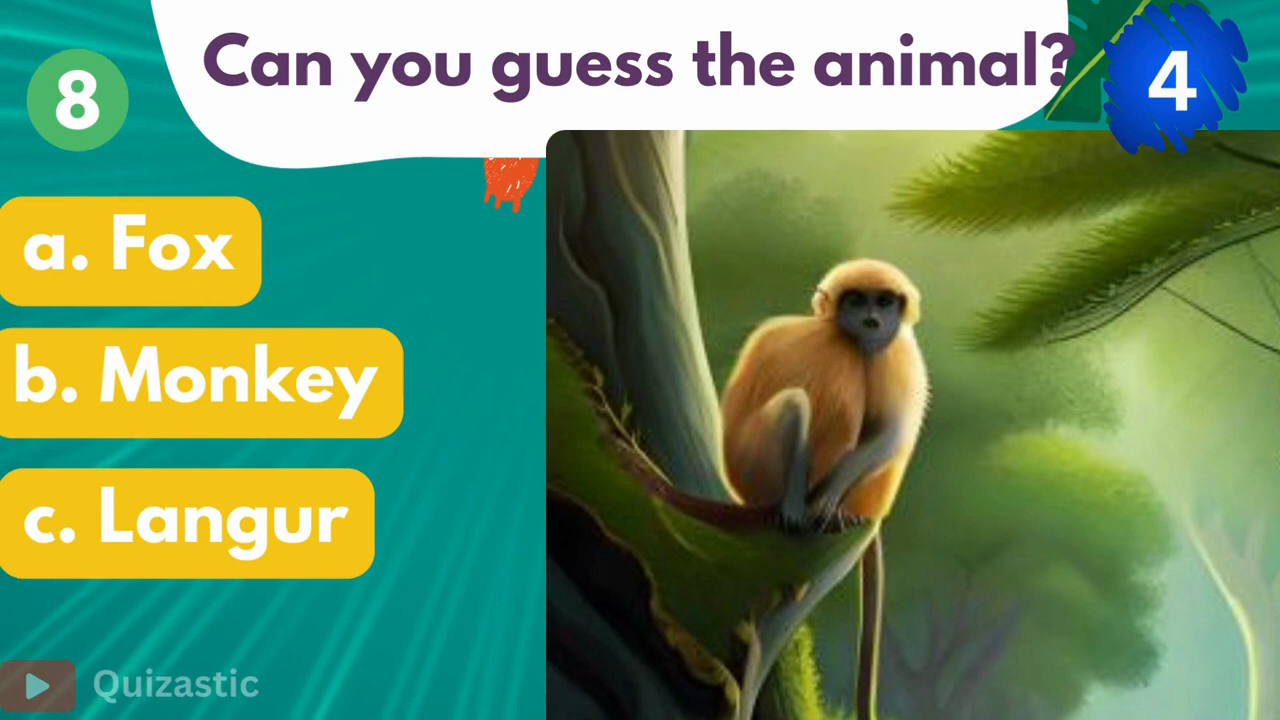 Can you guess the animal?
8
4
a. Fox
b. Monkey
c. Langur
Quizastic